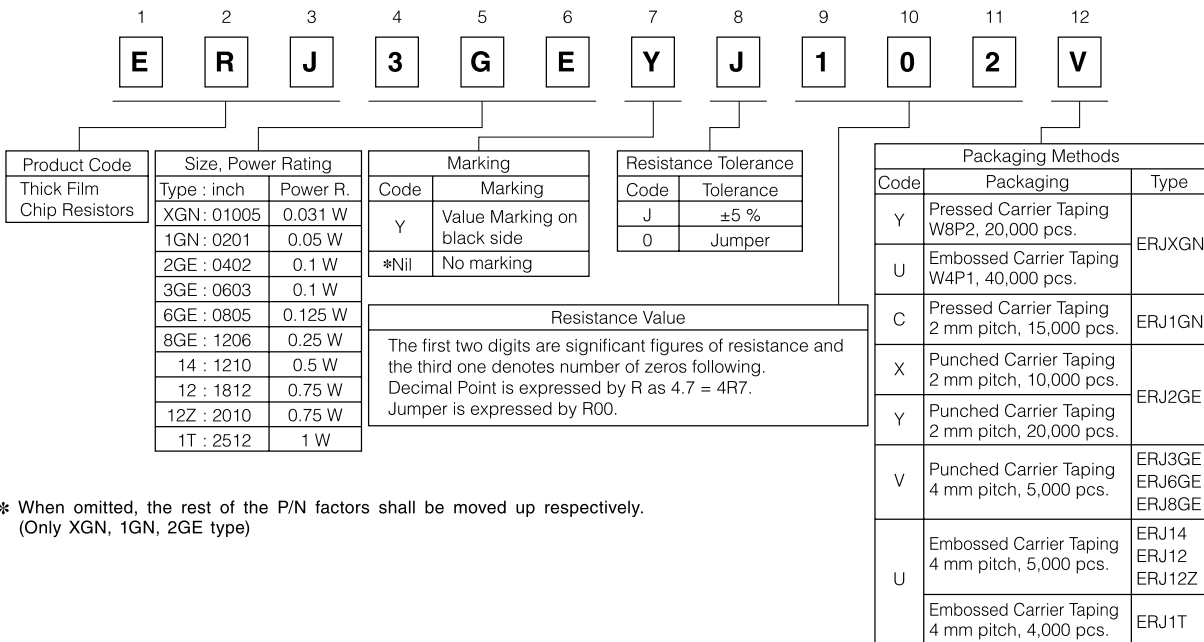 1 2 3 4 5 6 7 8 9 10 11 12
E R J 3 G E Y J 1 0 2 V
Product Code
Thick Film
Chip Resistors
Size, Power Rating
Type : inch Power R.
XGN : 01005 0.031 W
1GN : 0201 0.05 W
2GE : 0402 0.1 W
3GE : 0603 0.1 W
6GE : 0805 0.125 W
8GE : 1206 0.25 W
14 : 1210 0.5 W
12 : 1812 0.75 W
12Z : 2010 0.75 W
1T : 2512 1 W
Marking
Code Marking
Y Value Marking on
black side
*Nil No marking
Resistance Tolerance
Code Tolerance
J ±5 %
0 Jumper
Resistance Value
The first two digits are significant figures of resistance and
the third one denotes number of zeros following.
Decimal Point is expressed by R as 4.7 = 4R7.
Jumper is expressed by R00.
Packaging Methods
Code Packaging Type
Y Pressed Carrier Taping
W8P2, 20,000 pcs.
ERJXGN
U Embossed Carrier Taping
W4P1, 40,000 pcs.
C Pressed Carrier Taping
2 mm pitch, 15,000 pcs.
ERJ1GN
X Punched Carrier Taping
2 mm pitch, 10,000 pcs.
ERJ2GE
Y Punched Carrier Taping
2 mm pitch, 20,000 pcs.
V Punched Carrier Taping
4 mm pitch, 5,000 pcs.
ERJ3GE
ERJ6GE
ERJ8GE
U Embossed Carrier Taping
4 mm pitch, 5,000 pcs.
ERJ14
ERJ12
ERJ12Z
Embossed Carrier Taping
4 mm pitch, 4,000 pcs.
ERJ1T
* When omitted, the rest of the P/N factors shall be moved up respectively.
(Only XGN, 1GN, 2GE type)